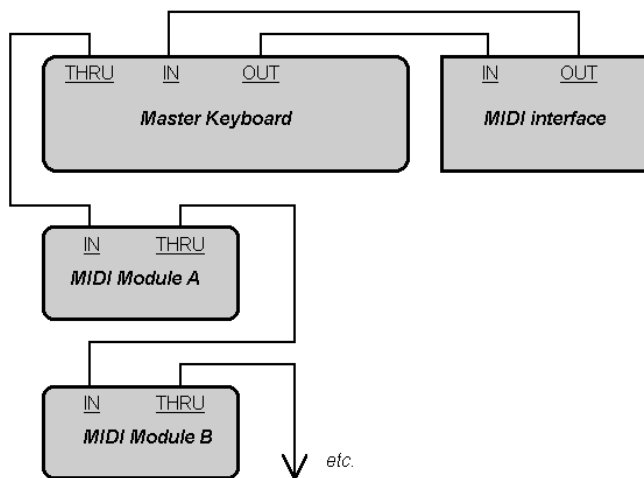 THRU IN OUT
Master Keyboard
IN OUT
MIDI interface
IN THRU
MIDI Module A
IN THRU
MIDI Module B
etc.